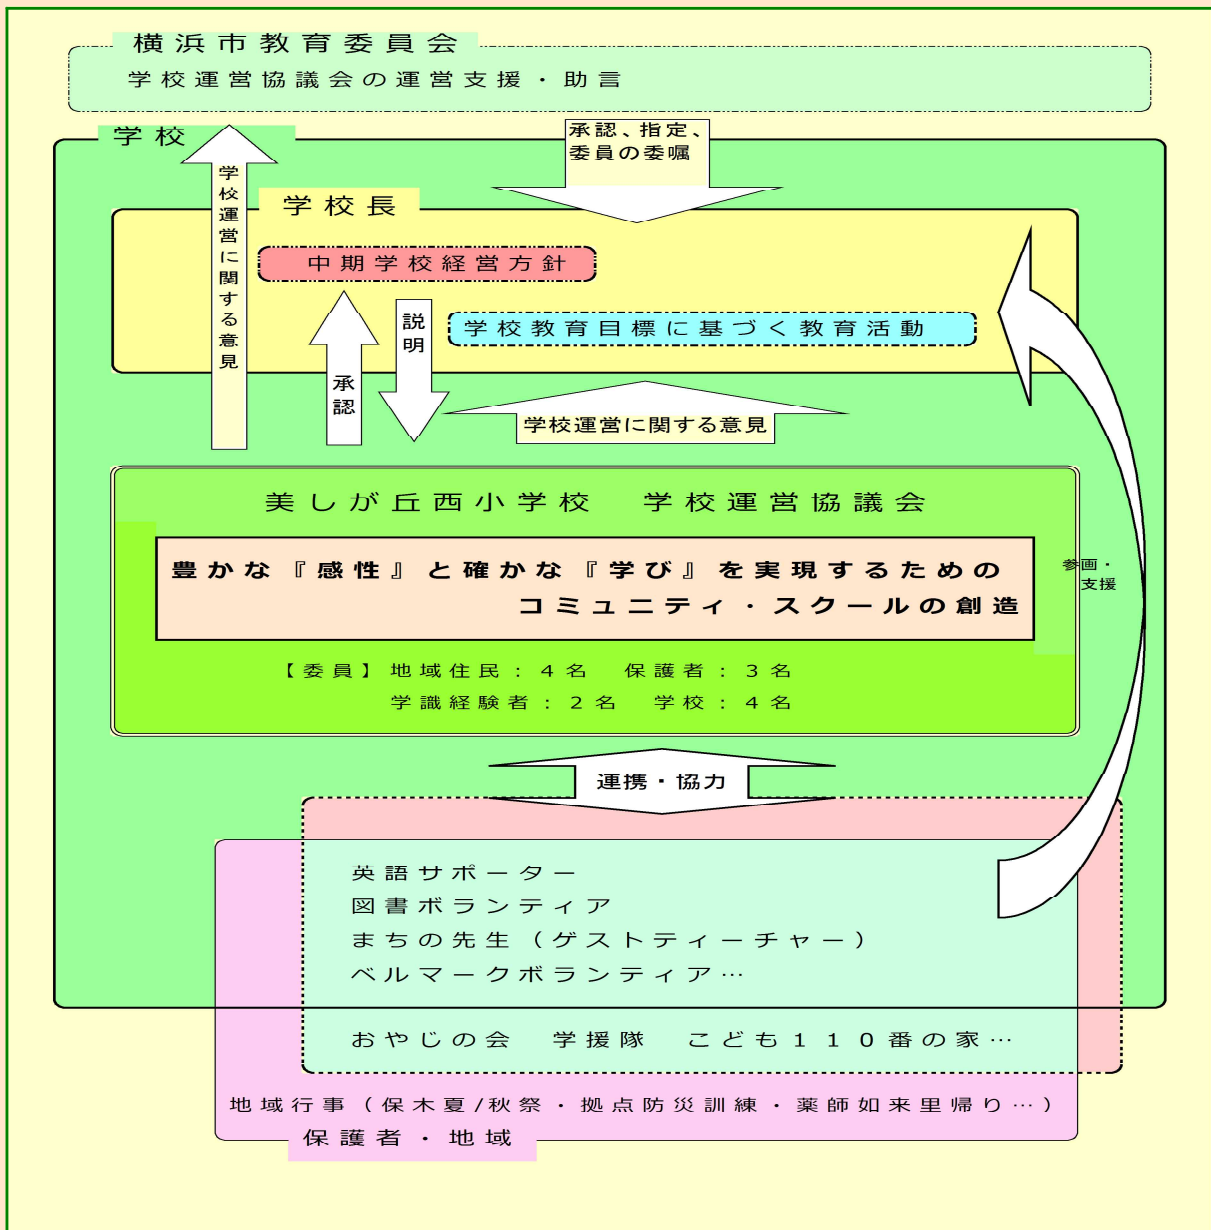 横浜市教育委員会
学校運営協議会の運営支援・助言
学校
承認、指定、
委員の委嘱
学校運営に関する意見
学校長
中期学校経営方針
説明
学校教育目標に基づく教育活動
承認
学校運営に関する意見
美しが丘西小学校 学校運営協議会
豊かな『感性』と確かな『学び』を実現するための
コミュニティ・スクールの創造
参画・
支援
【委員】地域住民：4名 保護者：3名
学識経験者：2名 学校：4名
連携・協力
英語サポーター
図書ボランティア
まちの先生（ゲストティーチャー）
ベルマークボランティア…
おやじの会 学援隊 こども１１０番の家…
地域行事（保木夏/秋祭・拠点防災訓練・薬師如来里帰り…）
保護者・地域